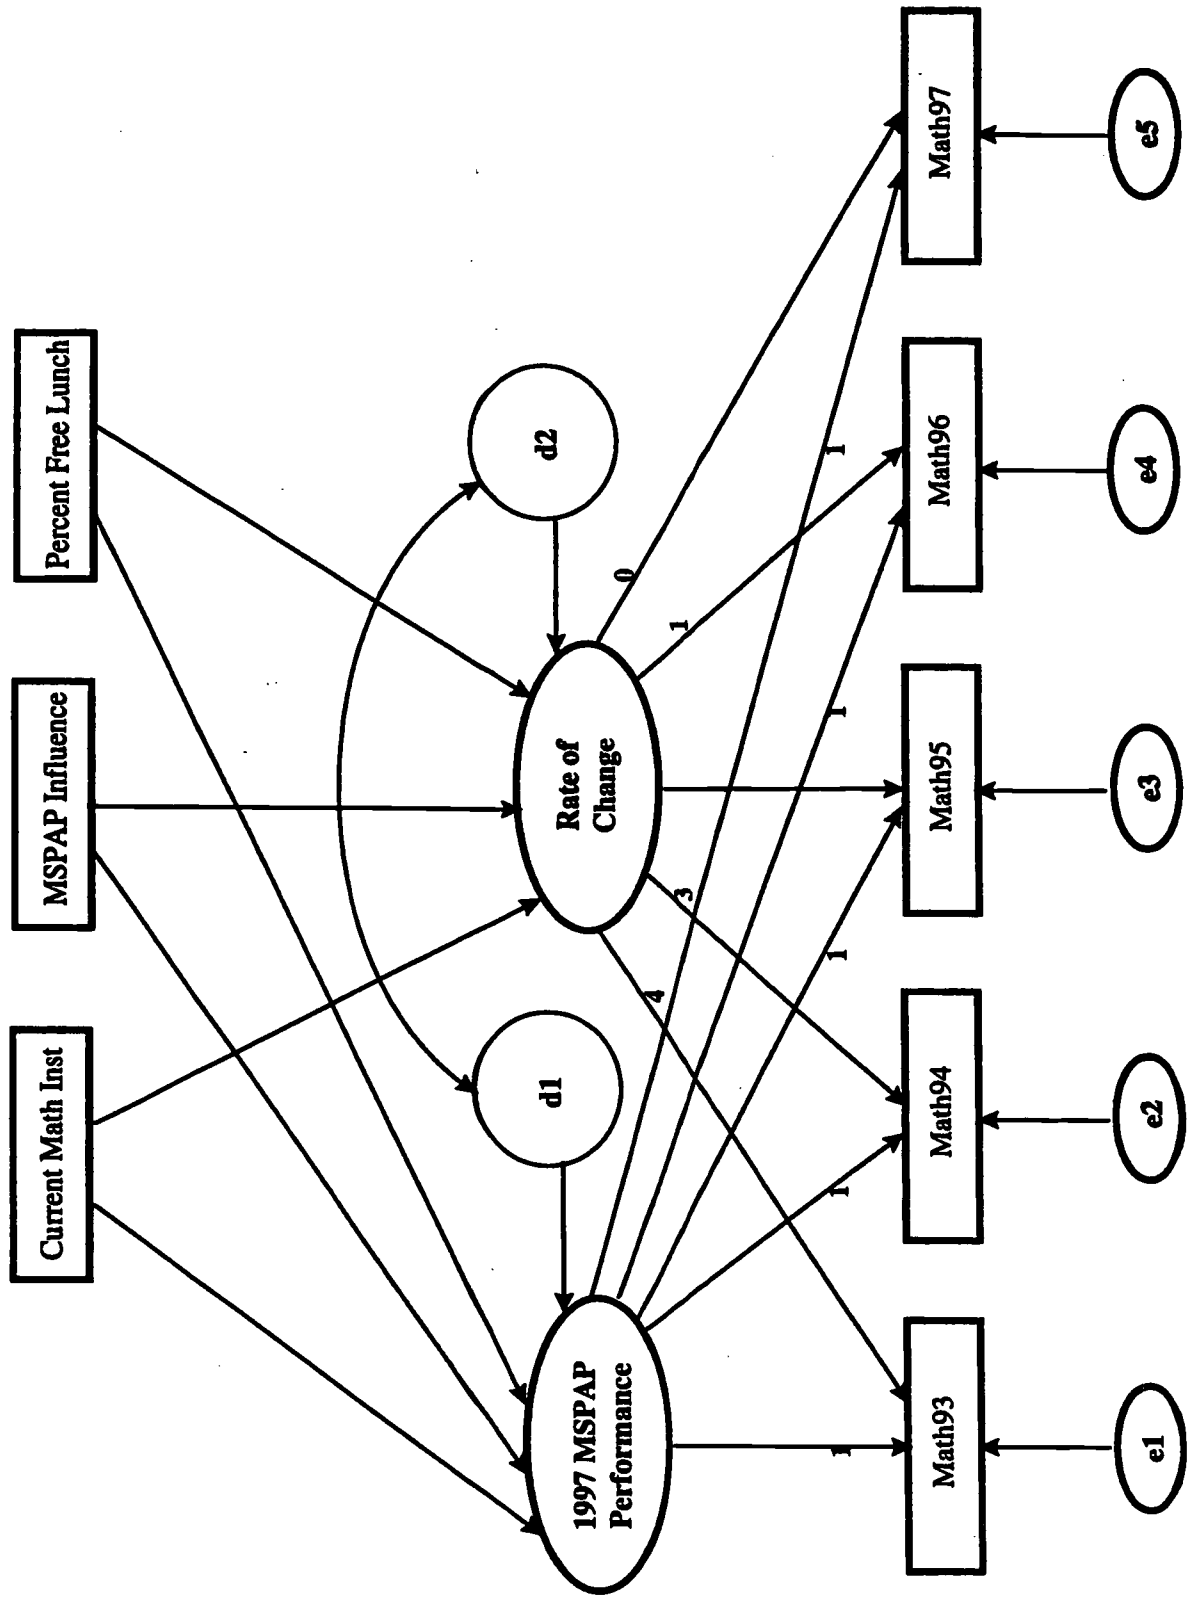 Current Math Inst
MSPAP Influence
Percent Free Lunch
d1
d2
1997 MSPAP
Performance
Rate of
Change
4
3
1
0
1
1
1
1
1
Math93
Math94
Math95
Math96
Math97
e1
e2
e3
e4
e5